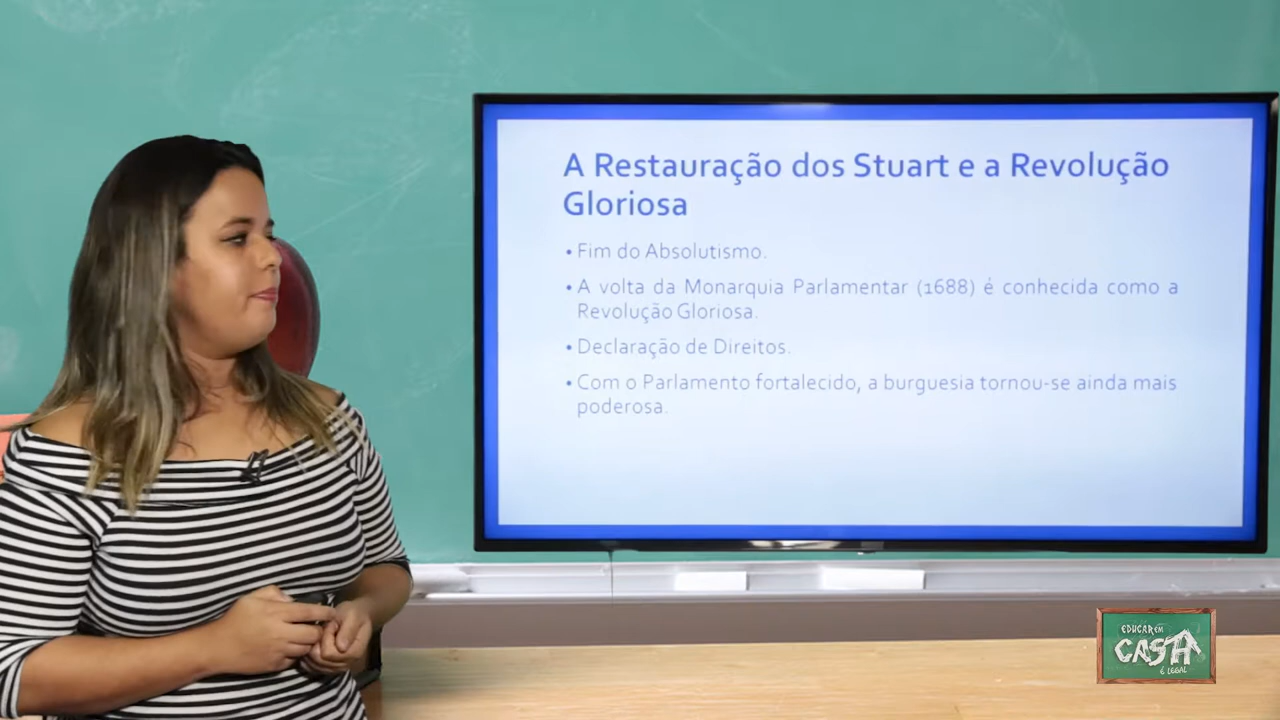 A Restauração dos Stuart e a Revolução
Gloriosa
• Fim do Absolutismo.
• A volta da Monarquia Parlamentar (1688) é conhecida como a
Revolução Gloriosa.
• Declaração de Direitos.
• Com o Parlamento fortalecido, a burguesia tornou-se ainda mais
poderosa.
EDUCAR EM
CASA
É LEGAL